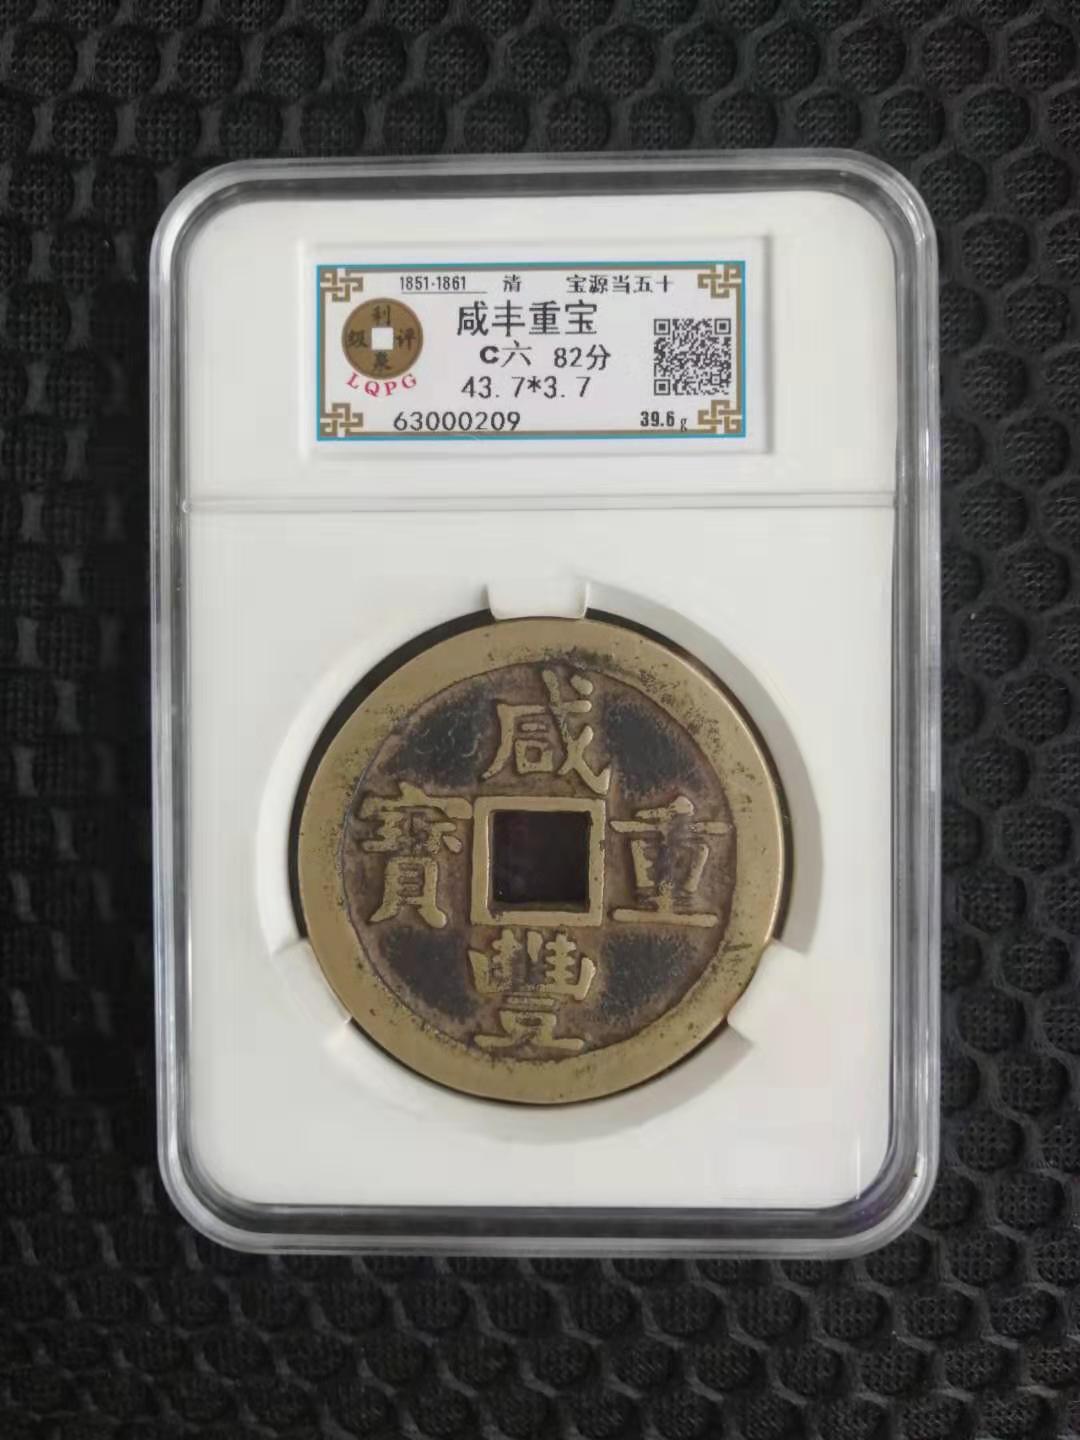 1851-1861 清 宝源当五十
咸丰重宝
C六 82分
43.7*3.7
利泉评级
LQPG
63000209
39.6g
咸豐重寶